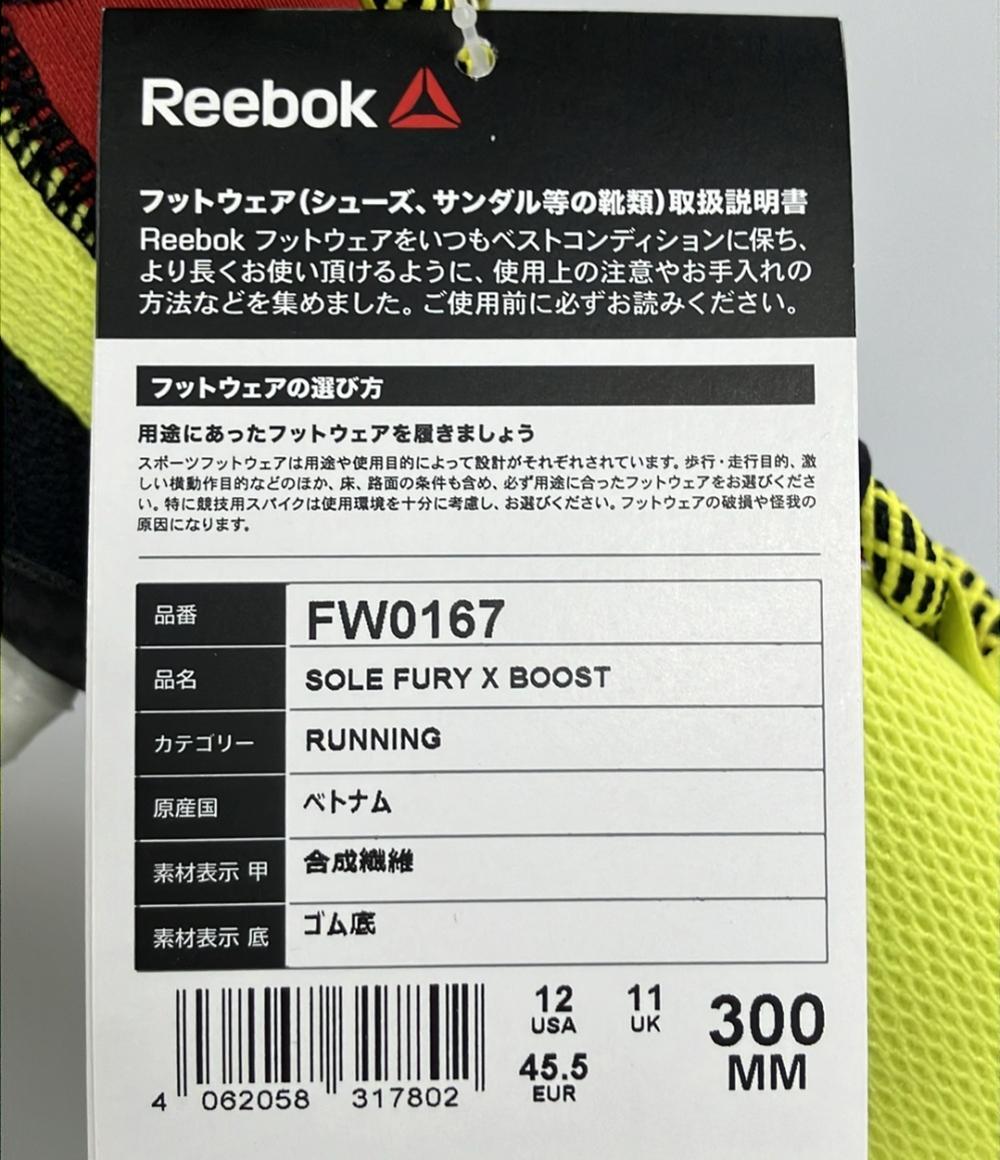 Reebok
フットウェア(シューズ、サンダル等の靴類)取扱説明書
Reebok フットウェアをいつもベストコンディションに保ち、
より長くお使い頂けるように、使用上の注意やお手入れの
方法などを集めました。ご使用前に必ずお読みください。
フットウェアの選び方
用途にあったフットウェアを履きましょう
スポーツフットウェアは用途や使用目的によって設計がそれぞれされています。歩行・走行目的、激
しい横動作目的などのほか、床、路面の条件も含め、必ず用途に合ったフットウェアをお選びくださ
い。特に競技用スパイクは使用環境を十分に考慮し、お選びください。フットウェアの破損や怪我の
原因になります。
品番 FW0167
品名 SOLE FURY X BOOST
カテゴリー RUNNING
原産国 ベトナム
素材表示 甲 合成繊維
素材表示 底 ゴム底
12 USA 11 UK 300 MM
45.5 EUR
4 062058 317802